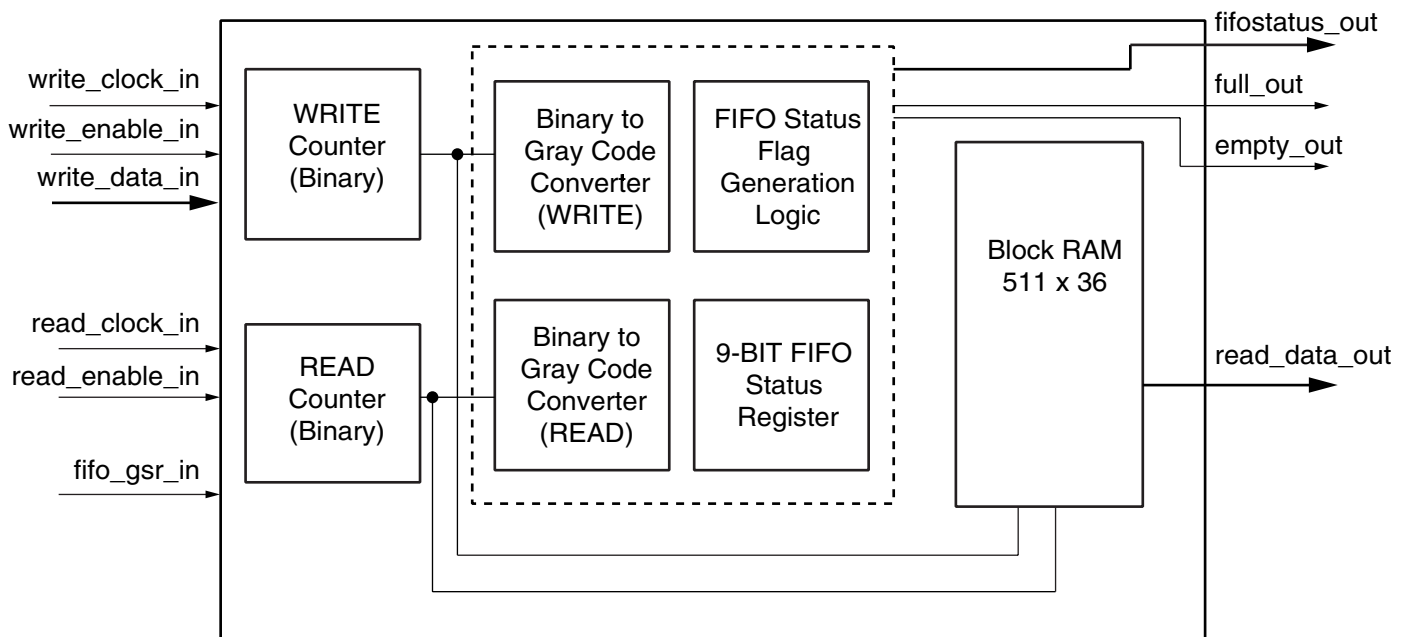 fifostatus_out
write_clock_in
full_out
write_enable_in
empty_out
write_data_in
WRITE
Counter
(Binary)
Binary to
Gray Code
Converter
(WRITE)
FIFO Status
Flag
Generation
Logic
Block RAM
511 x 36
read_clock_in
read_enable_in
READ
Counter
(Binary)
Binary to
Gray Code
Converter
(READ)
9-BIT FIFO
Status
Register
read_data_out
fifo_gsr_in